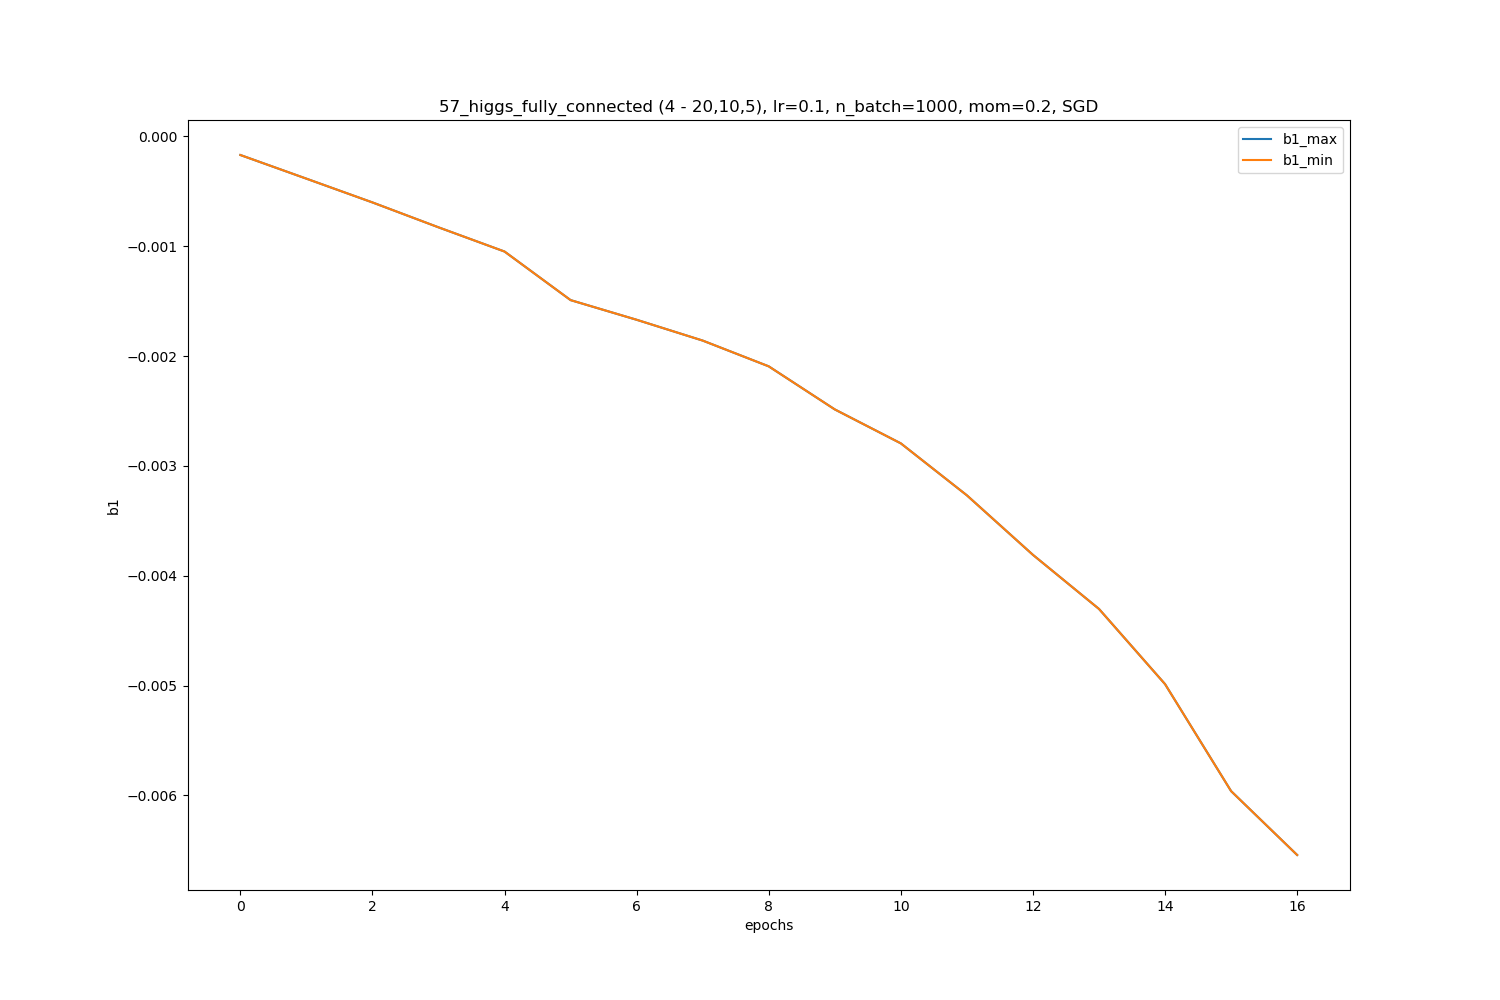 57_higgs_fully_connected (4 - 20,10,5), lr=0.1, n_batch=1000, mom=0.2, SGD
b1_max
b1_min
0.000
−0.001
−0.002
−0.003
−0.004
−0.005
−0.006
b1
0 2 4 6 8 10 12 14 16
epochs